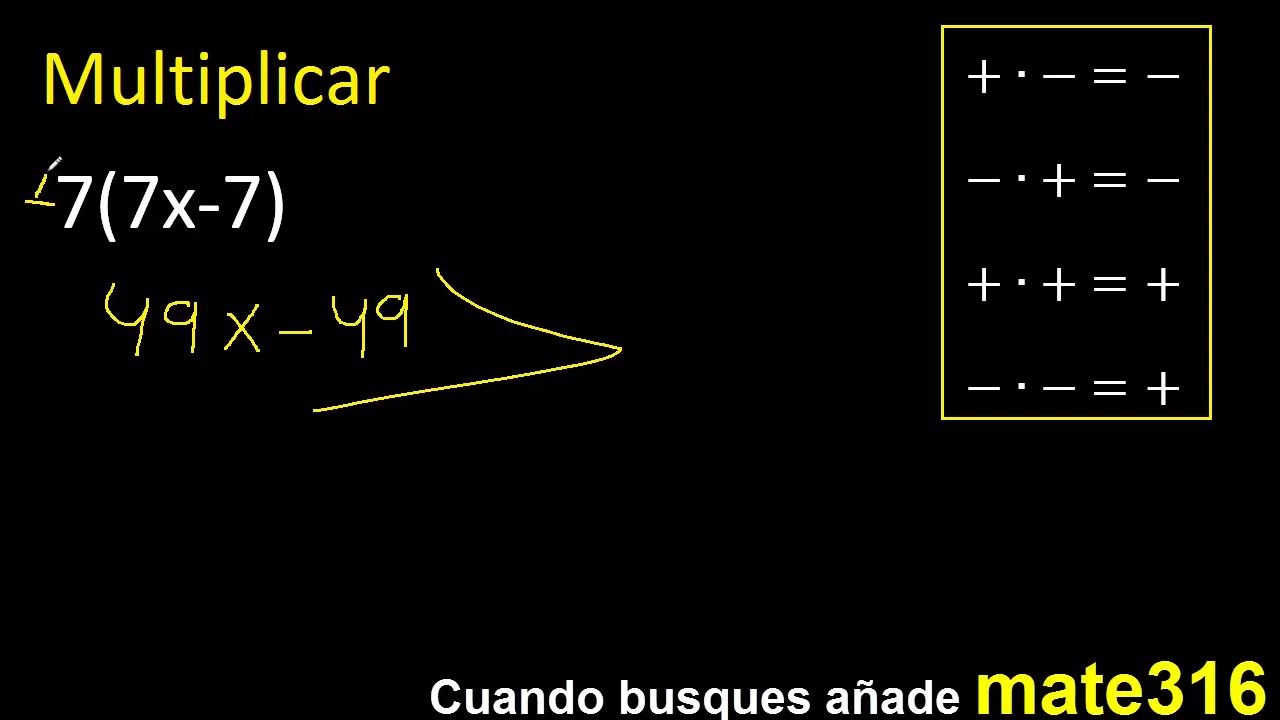 Multiplicar
7(7x-7)
49x-49
+ · − = −
− · + = −
+ · + = +
− · − = +
Cuando busques añade mate316